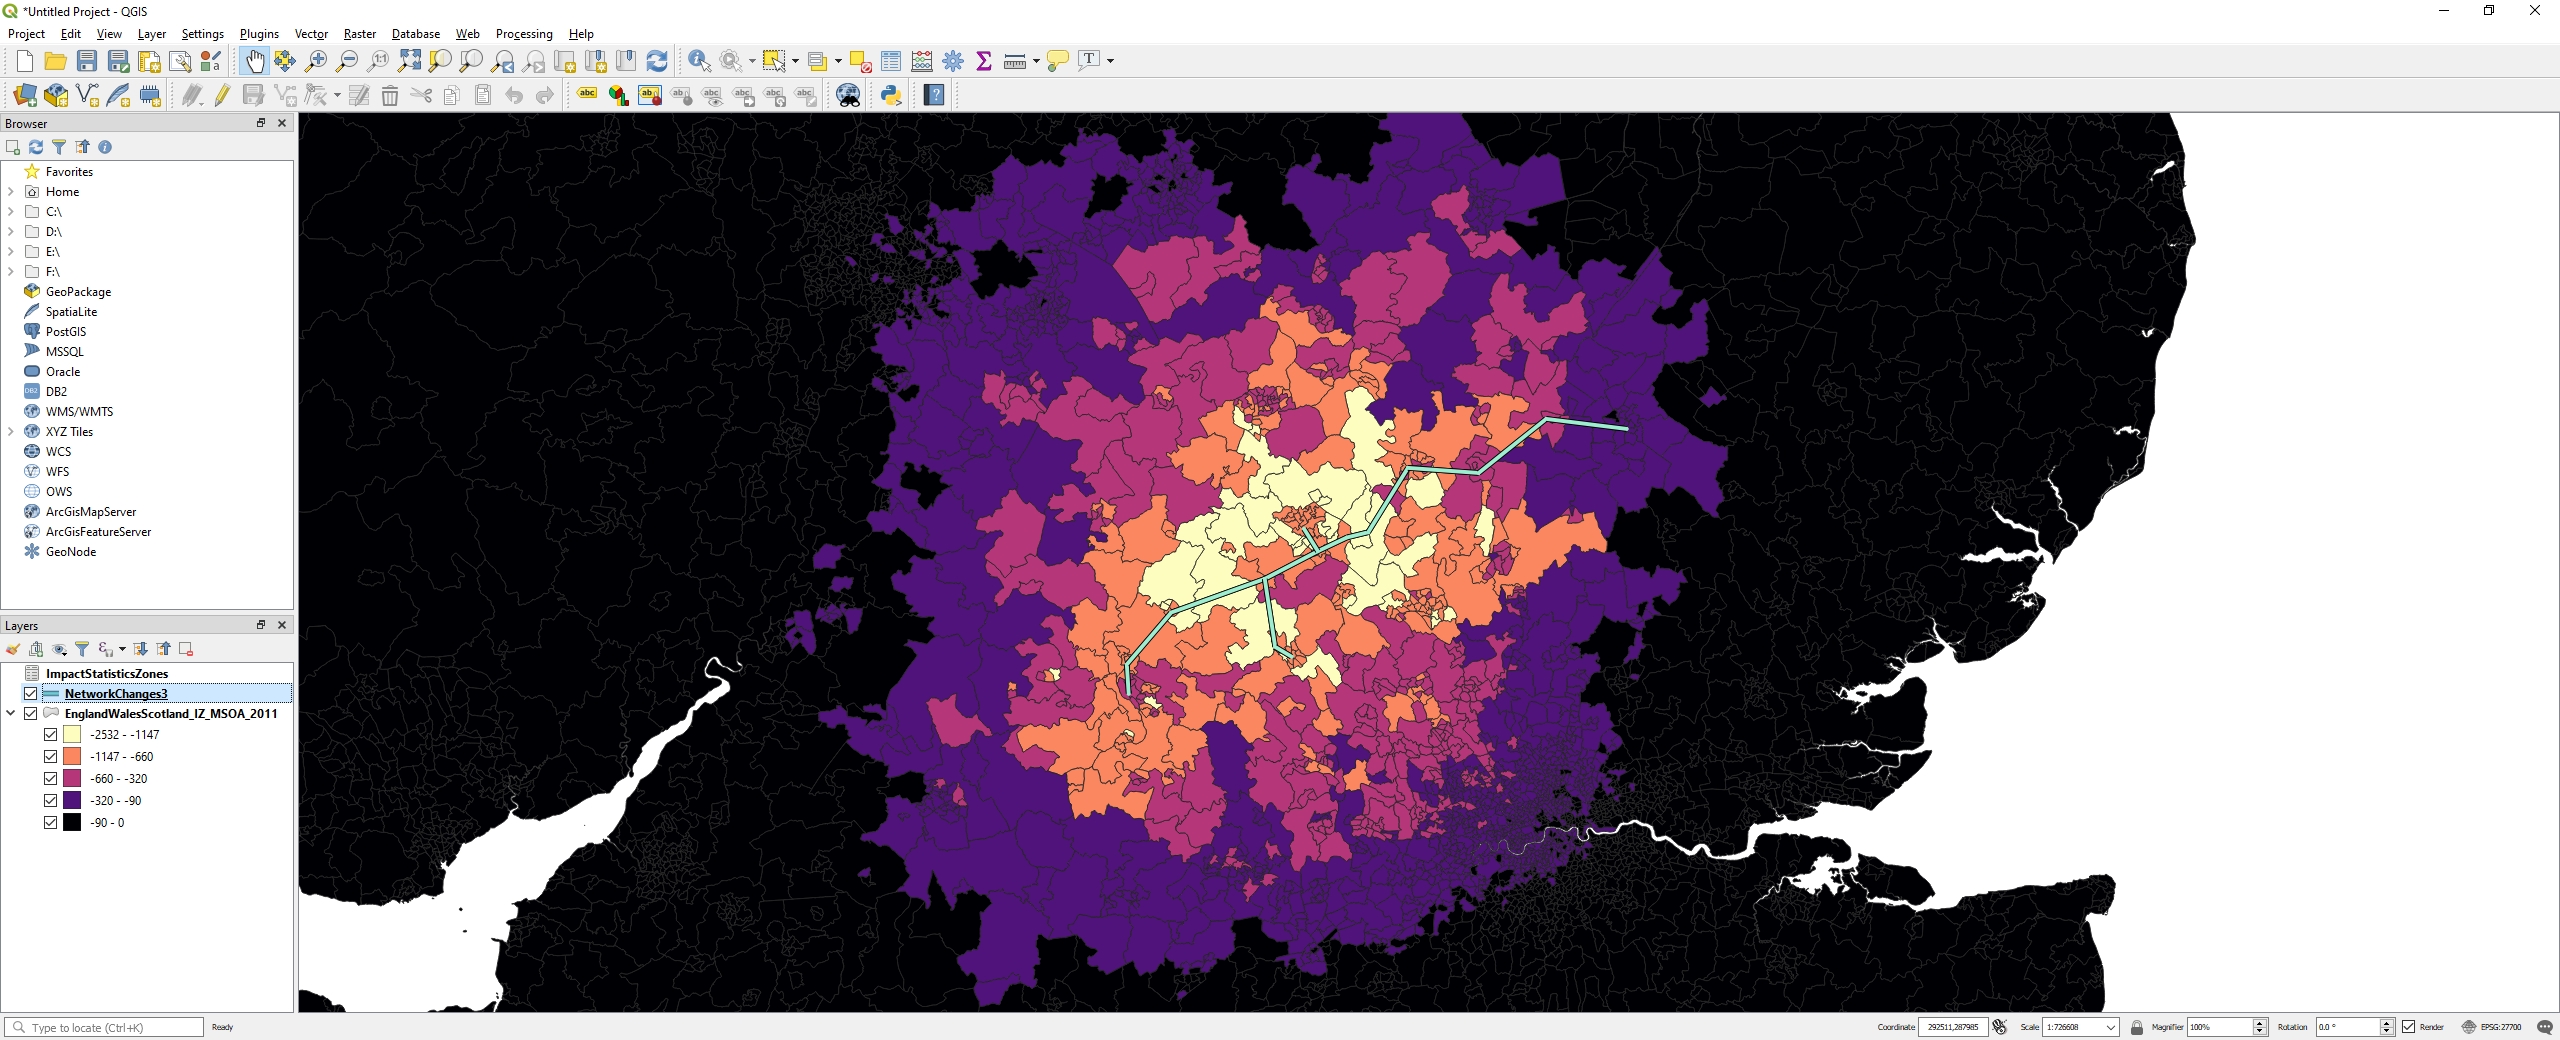 *Untitled Project - QGIS
Project Edit View Layer Settings Plugins Vector Raster Database Web Processing Help
Browser
Favorites
Home
C:\
D:\
E:\
F:\
GeoPackage
SpatiaLite
PostGIS
MSSQL
Oracle
DB2
WMS/WMTS
XYZ Tiles
WCS
WFS
OWS
ArcGisMapServer
ArcGisFeatureServer
GeoNode
Layers
ImpactStatisticsZones
NetworkChanges3
EnglandWalesScotland_IZ_MSOA_2011
-2532 - -1147
-1147 - -660
-660 - -320
-320 - -90
-90 - 0
Type to locate (Ctrl+K) Ready Coordinate 292511,287985 Scale 1:726608 Magnifier 100% Rotation 0.0 ° Render EPSG:27700